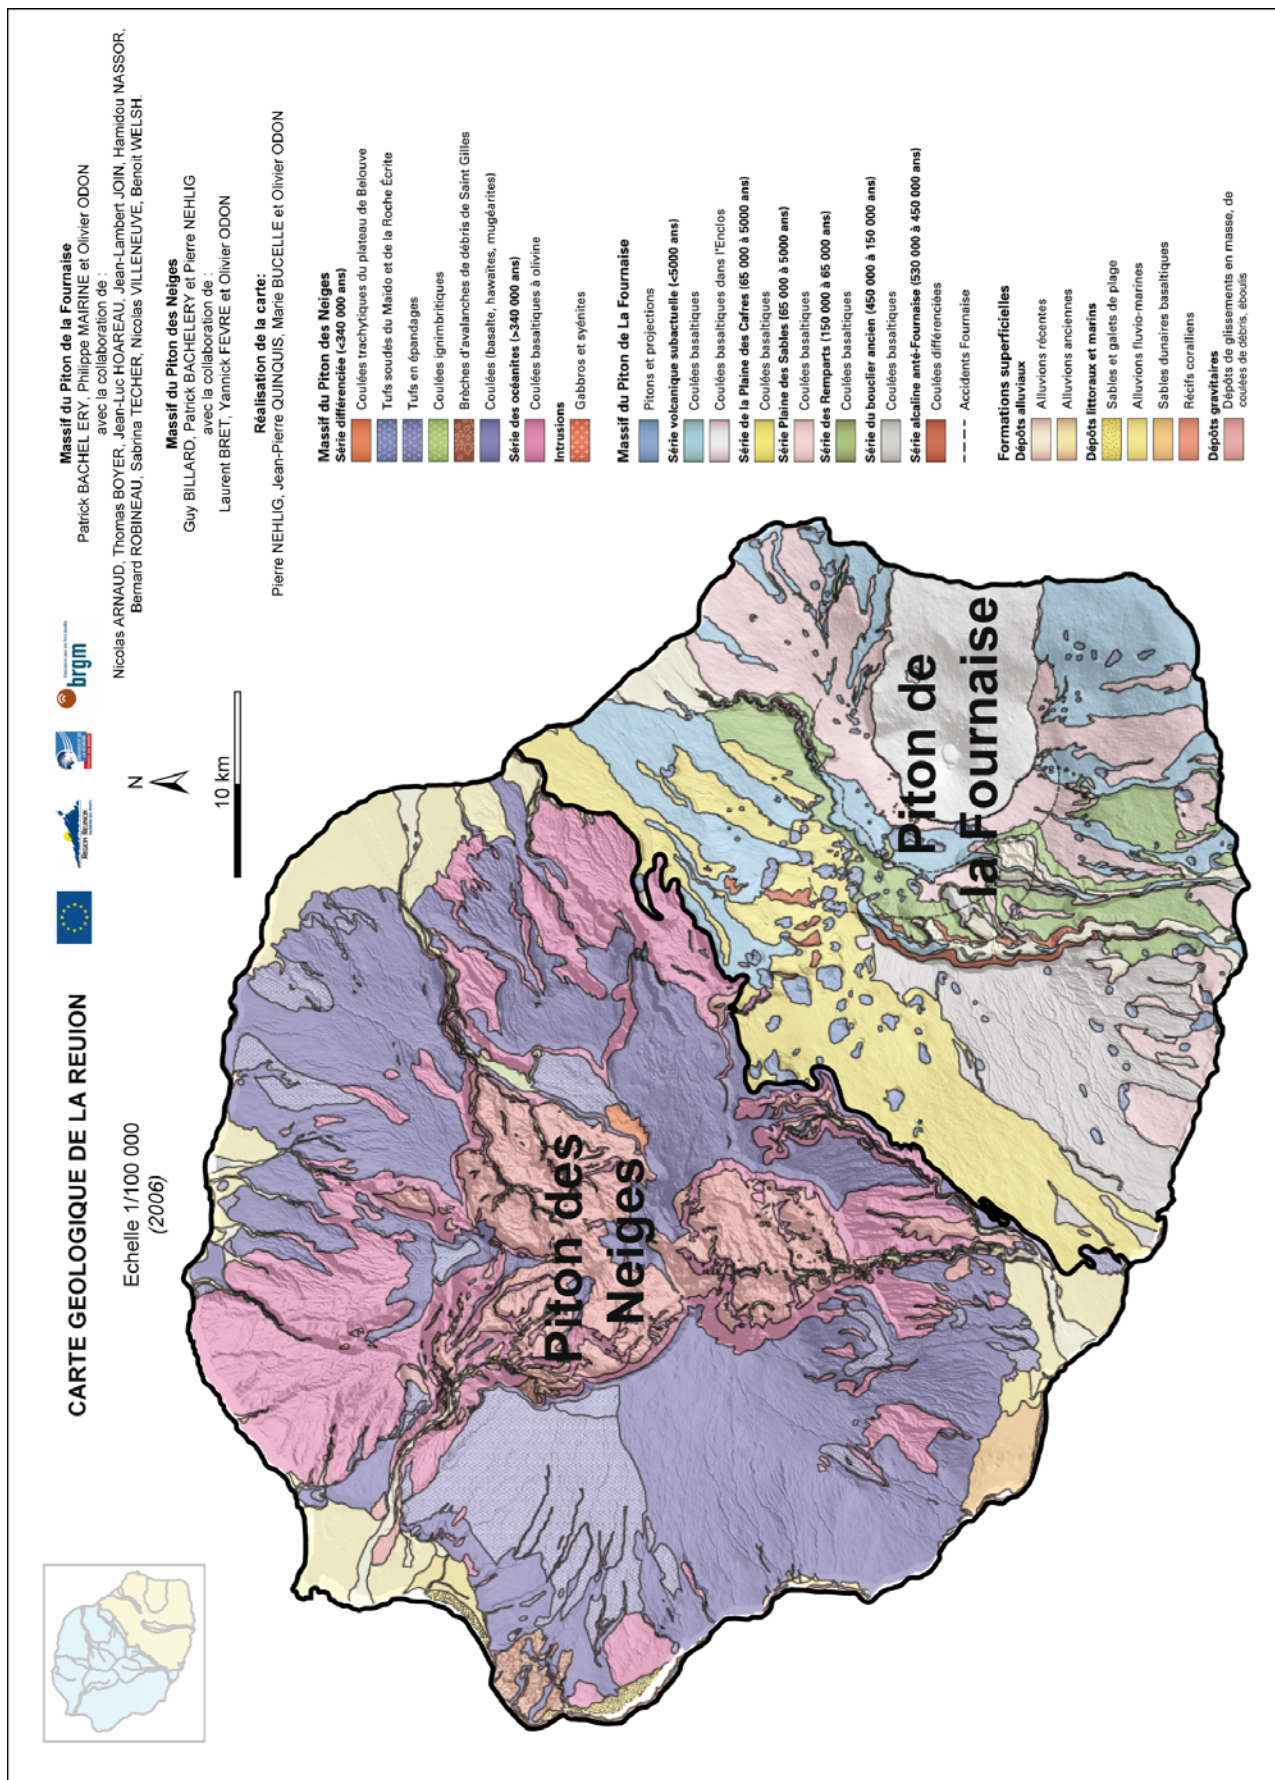 CARTE GEOLOGIQUE DE LA REUNION
Echelle 1/100 000
(2006)
REGION REUNION
brgm
N
10 km
Massif du Piton de la Fournaise
Patrick BACHELERY, Philippe MAIRINE et Olivier ODON
avec la collaboration de :
Nicolas ARNAUD, Thomas BOYER, Jean-Luc HOAREAU, Jean-Lambert JOIN, Hamidou NASSOR,
Bernard ROBINEAU, Sabrina TECHER, Nicolas VILLENEUVE, Benoit WELSH.
Massif du Piton des Neiges
Guy BILLARD, Patrick BACHELERY et Pierre NEHLIG
avec la collaboration de :
Laurent BRET, Yannick FEVRE et Olivier ODON
Réalisation de la carte:
Pierre NEHLIG, Jean-Pierre QUINQUIS, Marie BUCELLE et Olivier ODON
Piton des
Neiges
Piton de
la Fournaise
Massif du Piton des Neiges
Série différenciée (<340 000 ans)
Coulées trachytiques du plateau de Belouve
Tufs soudés du Maïdo et de la Roche Écrite
Tufs en épandages
Coulées ignimbritiques
Brèches d'avalanches de débris de Saint Gilles
Coulées (basalte, hawaïtes, mugéarites)
Série des océanites (>340 000 ans)
Coulées basaltiques à olivine
Intrusions
Gabbros et syénites
Massif du Piton de La Fournaise
Pitons et projections
Série volcanique subactuelle (<5000 ans)
Coulées basaltiques
Coulées basaltiques dans l'Enclos
Série de la Plaine des Cafres (65 000 à 5000 ans)
Coulées basaltiques
Série Plaine des Sables (65 000 à 5000 ans)
Coulées basaltiques
Série des Remparts (150 000 à 65 000 ans)
Coulées basaltiques
Série du bouclier ancien (450 000 à 150 000 ans)
Coulées basaltiques
Série alcaline anté-Fournaise (530 000 à 450 000 ans)
Coulées différenciées
Accidents Fournaise
Formations superficielles
Dépôts alluviaux
Alluvions récentes
Alluvions anciennes
Dépôts littoraux et marins
Sables et galets de plage
Alluvions fluvio-marines
Sables dunaires basaltiques
Récifs coralliens
Dépôts gravitaires
Dépôts de glissements en masse, de
coulées de débris, éboulis